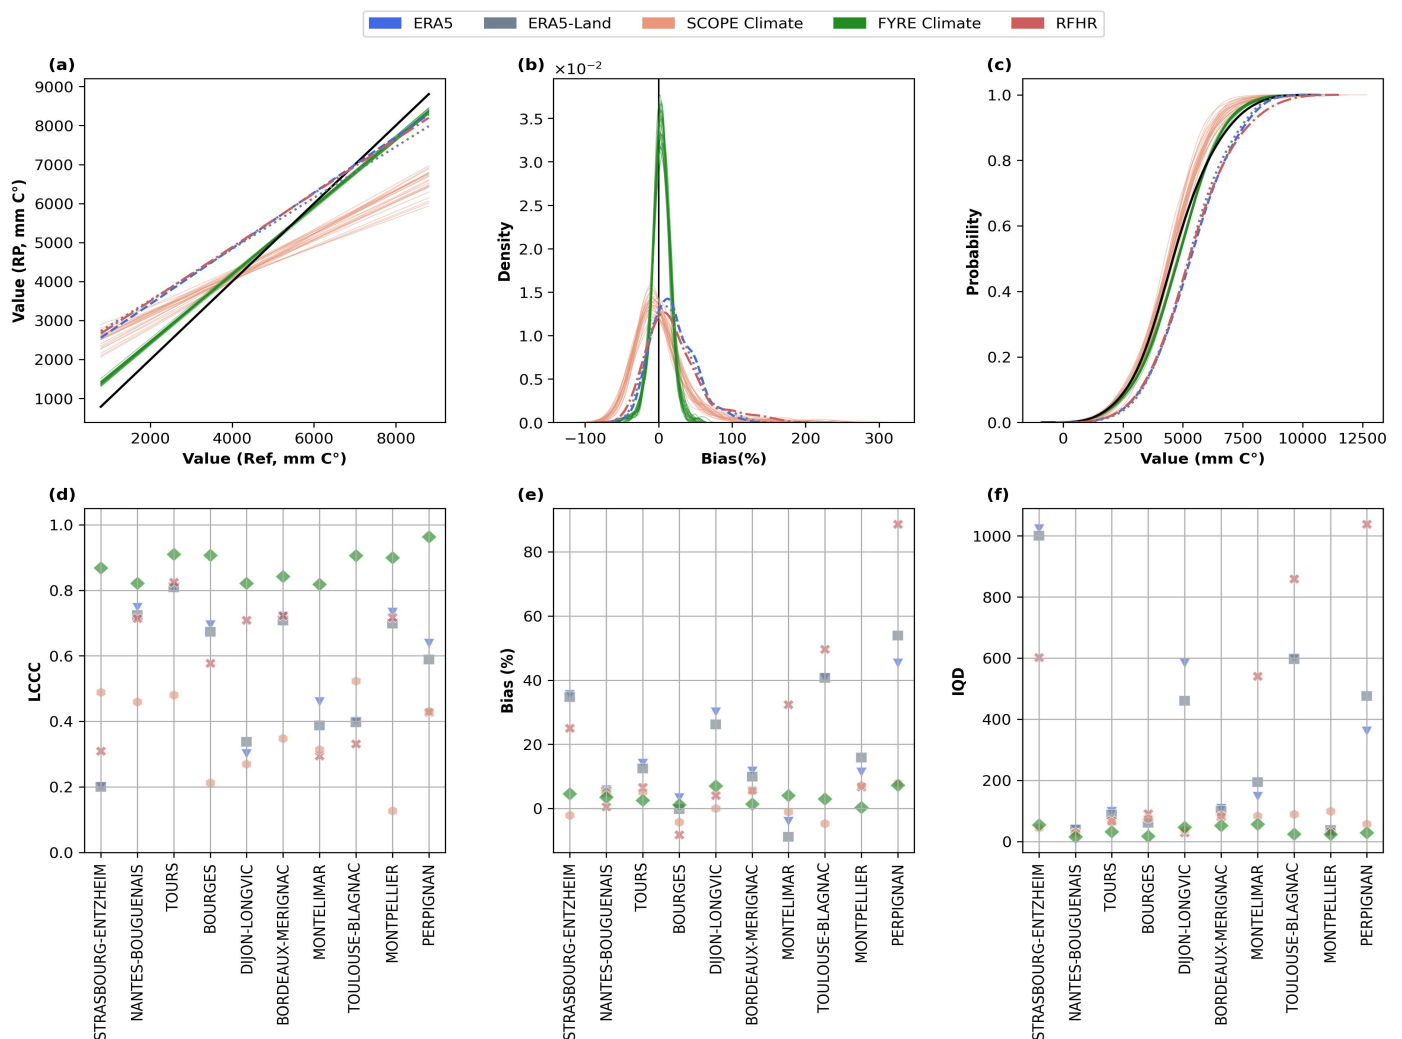 ERA5 ERA5-Land SCOPE Climate FYRE Climate RFHR
(a)
9000
8000
7000
6000
5000
4000
3000
2000
1000
2000 4000 6000 8000
Value (RP, mm C°)
Value (Ref, mm C°)
(b) ×10⁻²
3.5
3.0
2.5
2.0
1.5
1.0
0.5
0.0
−100 0 100 200 300
Density
Bias(%)
(c)
1.0
0.8
0.6
0.4
0.2
0.0
0 2500 5000 7500 10000 12500
Probability
Value (mm C°)
(d)
1.0
0.8
0.6
0.4
0.2
0.0
LCCC
STRASBOURG-ENTZHEIM
NANTES-BOUGUENAIS
TOURS
BOURGES
DIJON-LONGVIC
BORDEAUX-MERIGNAC
MONTELIMAR
TOULOUSE-BLAGNAC
MONTPELLIER
PERPIGNAN
(e)
80
60
40
20
0
Bias (%)
STRASBOURG-ENTZHEIM
NANTES-BOUGUENAIS
TOURS
BOURGES
DIJON-LONGVIC
BORDEAUX-MERIGNAC
MONTELIMAR
TOULOUSE-BLAGNAC
MONTPELLIER
PERPIGNAN
(f)
1000
800
600
400
200
0
IQD
STRASBOURG-ENTZHEIM
NANTES-BOUGUENAIS
TOURS
BOURGES
DIJON-LONGVIC
BORDEAUX-MERIGNAC
MONTELIMAR
TOULOUSE-BLAGNAC
MONTPELLIER
PERPIGNAN